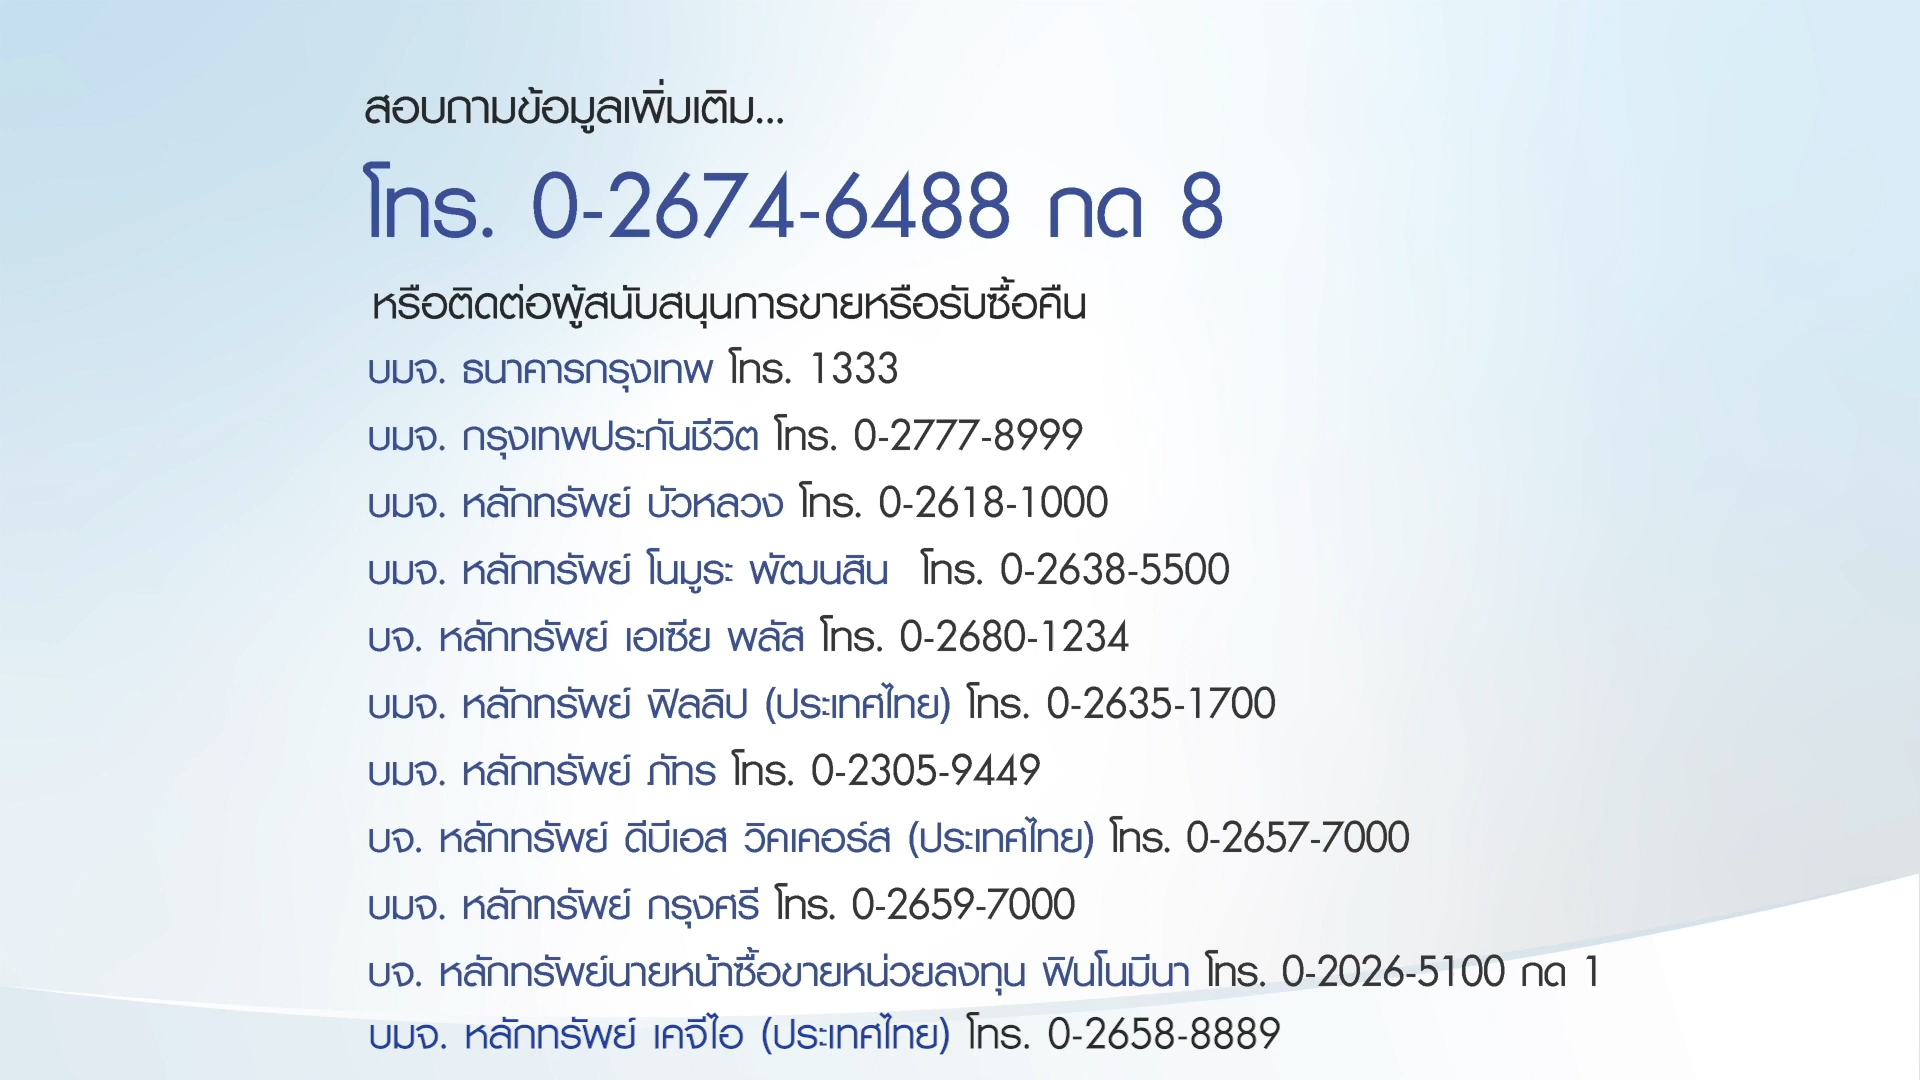 สอบถามข้อมูลเพิ่มเติม...
โทร. 0-2674-6488 กด 8
หรือติดต่อผู้สนับสนุนการขายหรือรับซื้อคืน
บมจ. ธนาคารกรุงเทพ โทร. 1333
บมจ. กรุงเทพประกันชีวิต โทร. 0-2777-8999
บมจ. หลักทรัพย์ บัวหลวง โทร. 0-2618-1000
บมจ. หลักทรัพย์ โนมูระ พัฒนสิน โทร. 0-2638-5500
บจ. หลักทรัพย์ เอเซีย พลัส โทร. 0-2680-1234
บมจ. หลักทรัพย์ ฟิลลิป (ประเทศไทย) โทร. 0-2635-1700
บมจ. หลักทรัพย์ ภัทร โทร. 0-2305-9449
บจ. หลักทรัพย์ ดีบีเอส วิคเคอร์ส (ประเทศไทย) โทร. 0-2657-7000
บมจ. หลักทรัพย์ กรุงศรี โทร. 0-2659-7000
บจ. หลักทรัพย์นายหน้าซื้อขายหน่วยลงทุน ฟินโนมีนา โทร. 0-2026-5100 กด 1
บมจ. หลักทรัพย์ เคจีไอ (ประเทศไทย) โทร. 0-2658-8889